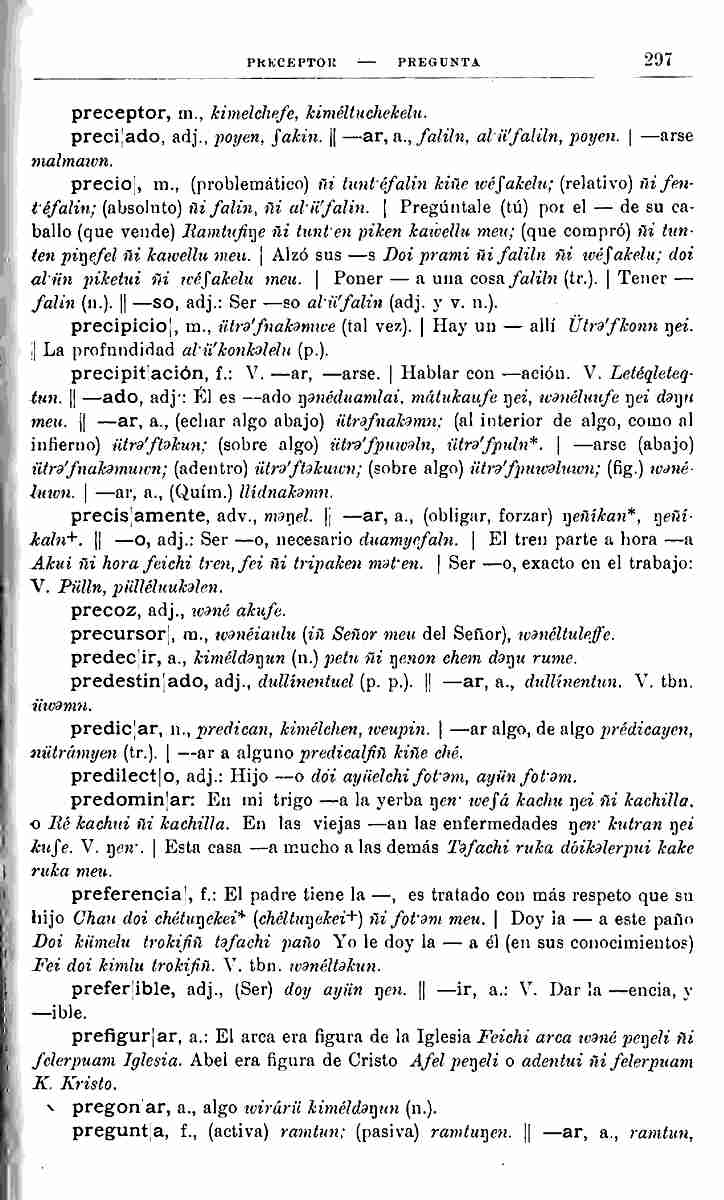 PRECEPTOR — PREGUNTA 297
preceptor, m., kimelchefe, kiméltuchekelu.
preci|ado, adj., poyen, ſakin. || —ar, a., faliln, al·ü'faliln, poyen. | —arse
malmawn.
precio|, m., (problemático) ñi tunt·éfalin kiñe wéſakelu; (relativo) ñi fen-
t·éfalin; (absoluto) ñi falin, ñi al·ü'falin. | Pregúntale (tú) por el — de su ca-
ballo (que vende) Ramtufiŋe ñi tunt·en piken kawellu meu; (que compró) ñi tun-
ten piŋefel ñi kawellu meu. | Alzó sus —s Doi prami ñi faliln ñi wéſakelu; doi
al·ün piketui ñi wéſakelu meu. | Poner — a una cosa faliln (tr.). | Tener —
falin (n.). || —so, adj.: Ser —so al·ü'falin (adj. y v. n.).
precipicio|, m., ütrə'fnakəmwe (tal vez). | Hay un — allí Ütrə'fkonn ŋei.
|| La profundidad al·ü'konkəlelu (p.).
precipit|ación, f.: V. —ar, —arse. | Hablar con —ación. V. Letéqleteq-
tun. || —ado, adj.: Él es —ado ŋənéduamlai, mátukaufe ŋei, wənéluufe ŋei dəŋu
meu. || —ar, a., (echar algo abajo) ütrəfnakəmn; (al interior de algo, como al
infierno) ütrə'ftəkun; (sobre algo) ütrə'fpuwəln, ütrə'fpuln*. | —arse (abajo)
ütrə'fnakəmuwn; (adentro) ütrə'ftəkuwn; (sobre algo) ütrə'fpuwəluwn; (fig.) wəné-
luwn. | —ar, a., (Quím.) llídnakəmn.
precis|amente, adv., məŋel. || —ar, a., (obligar, forzar) ŋeñikan*, ŋeñi-
kaln+. || —o, adj.: Ser —o, necesario duamyefaln. | El tren parte a hora —a
Akui ñi hora feichi tren, fei ñi tripaken mət·en. | Ser —o, exacto en el trabajo:
V. Pülln, pülléluukəlen.
precoz, adj., wəné akufe.
precursor|, m., wənéiaulu (iñ Señor meu del Señor), wənéltuleffe.
predec|ir, a., kiméldəŋun (n.) petu ñi ŋenon chem dəŋu rume.
predestin|ado, adj., dullinentuel (p. p.). || —ar, a., dullinentun. V. tbn.
üwəmn.
predic|ar, n., predican, kimélchen, weupin. | —ar algo, de algo prédicayen,
nütrámyen (tr.). | —ar a alguno predicalfiñ kiñe ché.
predilect|o, adj.: Hijo —o doi ayüelchi fot·əm, ayün fot·əm.
predomin|ar: En mi trigo —a la yerba ŋen· weſá kachu ŋei ñi kachilla.
o Ré kachui ñi kachilla. En las viejas —an las enfermedades ŋen· kutran ŋei
kuſe. V. ŋen·. | Esta casa —a mucho a las demás Təfachi ruka dóikəlerpui kake
ruka meu.
preferencia|, f.: El padre tiene la —, es tratado con más respeto que su
hijo Chau doi chétuŋekei* (chéltuŋekei+) ñi fot·əm meu. | Doy la — a este paño
Doi kümelu trokifiñ təfachi paño Yo le doy la — a él (en sus conocimientos)
Fei doi kimlu trokifiñ. V. tbn. wənéltəkun.
prefer|ible, adj., (Ser) doy ayün ŋen. || —ir, a.: V. Dar la —encia, y
—ible.
prefigur|ar, a.: El arca era figura de la Iglesia Feichi arca wəné peŋeli ñi
felerpuam Iglesia. Abel era figura de Cristo Afel peŋeli o adentui ñi felerpuam
K. Kristo.
pregon|ar, a., algo wirárü kiméldəŋun (n.).
pregunt|a, f., (activa) ramtun; (pasiva) ramtuŋen. || —ar, a., ramtun,